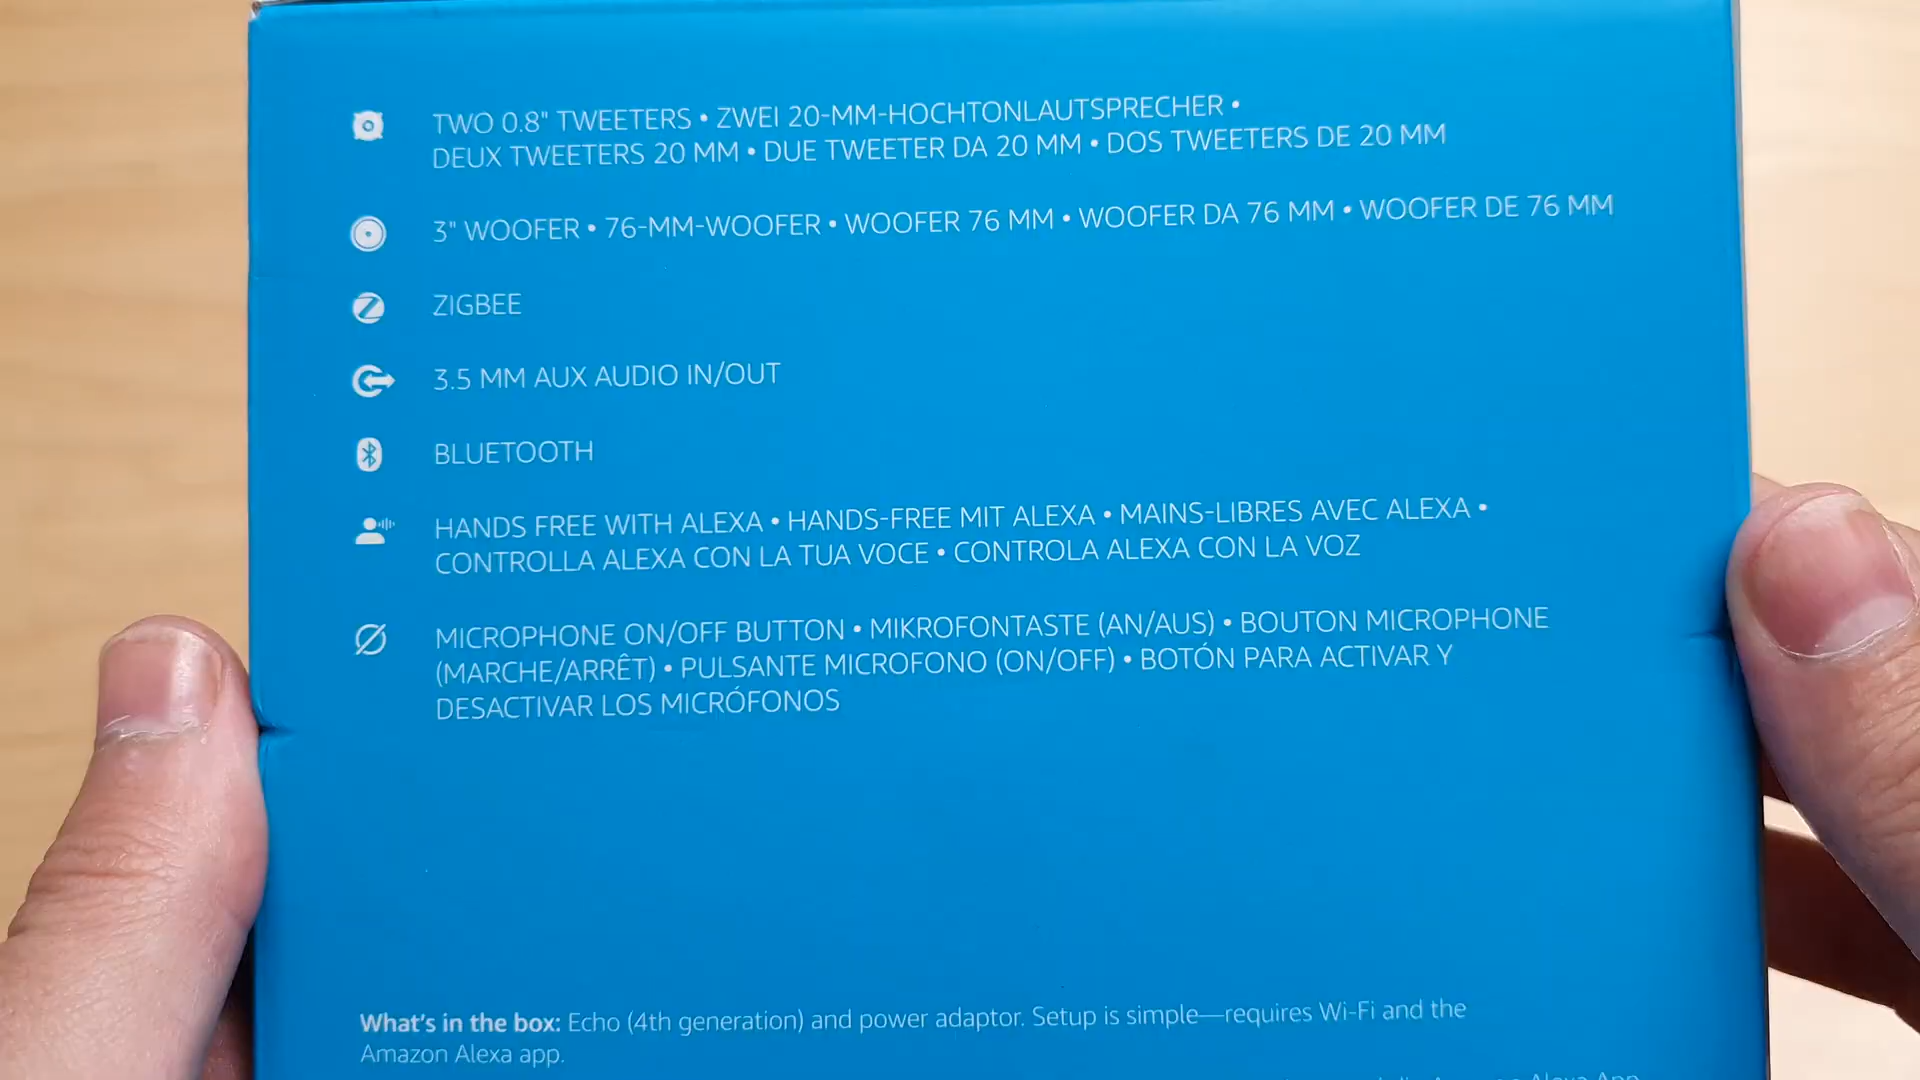 TWO 0.8" TWEETERS • ZWEI 20-MM-HOCHTONLAUTSPRECHER •
DEUX TWEETERS 20 MM • DUE TWEETER DA 20 MM • DOS TWEETERS DE 20 MM
3" WOOFER • 76-MM-WOOFER • WOOFER 76 MM • WOOFER DA 76 MM • WOOFER DE 76 MM
ZIGBEE
3.5 MM AUX AUDIO IN/OUT
BLUETOOTH
HANDS FREE WITH ALEXA • HANDS-FREE MIT ALEXA • MAINS-LIBRES AVEC ALEXA •
CONTROLLA ALEXA CON LA TUA VOCE • CONTROLA ALEXA CON LA VOZ
MICROPHONE ON/OFF BUTTON • MIKROFONTASTE (AN/AUS) • BOUTON MICROPHONE
(MARCHE/ARRÊT) • PULSANTE MICROFONO (ON/OFF) • BOTÓN PARA ACTIVAR Y
DESACTIVAR LOS MICRÓFONOS
What's in the box: Echo (4th generation) and power adaptor. Setup is simple—requires Wi-Fi and the
Amazon Alexa app.